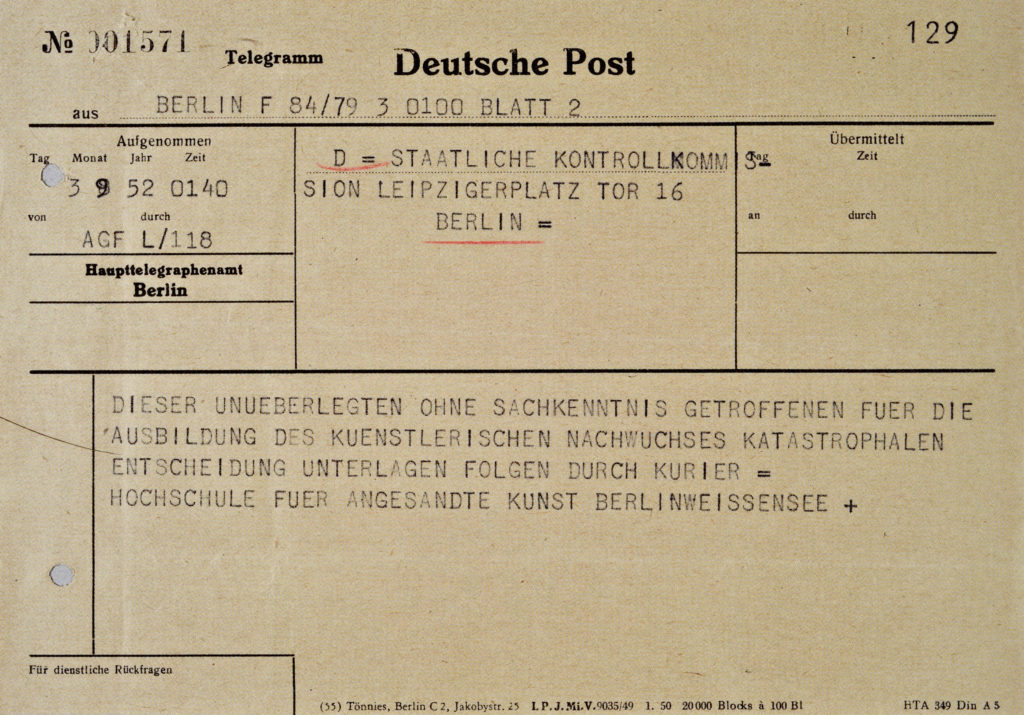 № 001571
129
Telegramm Deutsche Post
aus BERLIN F 84/79 3 0100 BLATT 2
Aufgenommen
Tag Monat Jahr Zeit
3 9 52 0140
von durch
AGF L/118
Haupttelegraphenamt
Berlin
D = STAATLICHE KONTROLLKOMMIS
SION LEIPZIGERPLATZ TOR 16
BERLIN =
Übermittelt
Tag Zeit
an durch
DIESER UNUEBERLEGTEN OHNE SACHKENNTNIS GETROFFENEN FUER DIE
AUSBILDUNG DES KUENSTLERISCHEN NACHWUCHSES KATASTROPHALEN
ENTSCHEIDUNG UNTERLAGEN FOLGEN DURCH KURIER =
HOCHSCHULE FUER ANGESANDTE KUNST BERLINWEISSENSEE +
Für dienstliche Rückfragen
(55) Tönnies, Berlin C 2, Jakobystr. 25 I. P. J. Mi. V. 9035/49 1. 50 20000 Blocks à 100 Bl
HTA 349 Din A 5